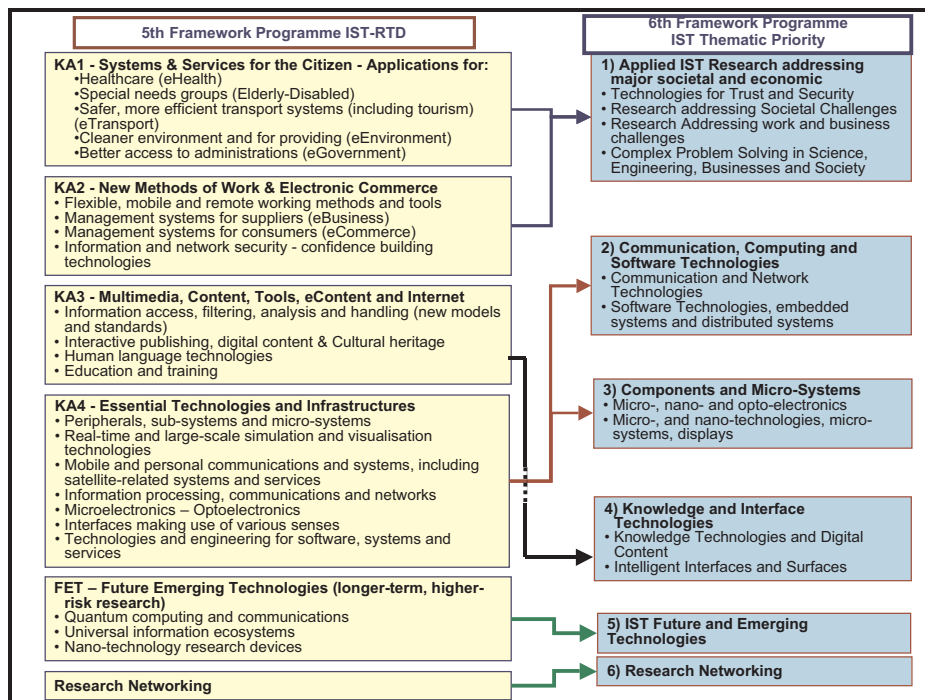 5th Framework Programme IST-RTD
KA1 - Systems & Services for the Citizen - Applications for:
•Healthcare (eHealth)
•Special needs groups (Elderly-Disabled)
•Safer, more efficient transport systems (including tourism)
(eTransport)
•Cleaner environment and for providing (eEnvironment)
•Better access to administrations (eGovernment)
KA2 - New Methods of Work & Electronic Commerce
• Flexible, mobile and remote working methods and tools
• Management systems for suppliers (eBusiness)
• Management systems for consumers (eCommerce)
• Information and network security - confidence building
technologies
KA3 - Multimedia, Content, Tools, eContent and Internet
• Information access, filtering, analysis and handling (new models
and standards)
• Interactive publishing, digital content & Cultural heritage
• Human language technologies
• Education and training
KA4 - Essential Technologies and Infrastructures
• Peripherals, sub-systems and micro-systems
• Real-time and large-scale simulation and visualisation
technologies
• Mobile and personal communications and systems, including
satellite-related systems and services
• Information processing, communications and networks
• Microelectronics – Optoelectronics
• Interfaces making use of various senses
• Technologies and engineering for software, systems and
services
FET – Future Emerging Technologies (longer-term, higher-
risk research)
• Quantum computing and communications
• Universal information ecosystems
• Nano-technology research devices
Research Networking
6th Framework Programme
IST Thematic Priority
1) Applied IST Research addressing
major societal and economic
• Technologies for Trust and Security
• Research addressing Societal Challenges
• Research Addressing work and business
challenges
• Complex Problem Solving in Science,
Engineering, Businesses and Society
2) Communication, Computing and
Software Technologies
• Communication and Network
Technologies
• Software Technologies, embedded
systems and distributed systems
3) Components and Micro-Systems
• Micro-, nano- and opto-electronics
• Micro-, and nano-technologies, micro-
systems, displays
4) Knowledge and Interface
Technologies
• Knowledge Technologies and Digital
Content
• Intelligent Interfaces and Surfaces
5) IST Future and Emerging
Technologies
6) Research Networking